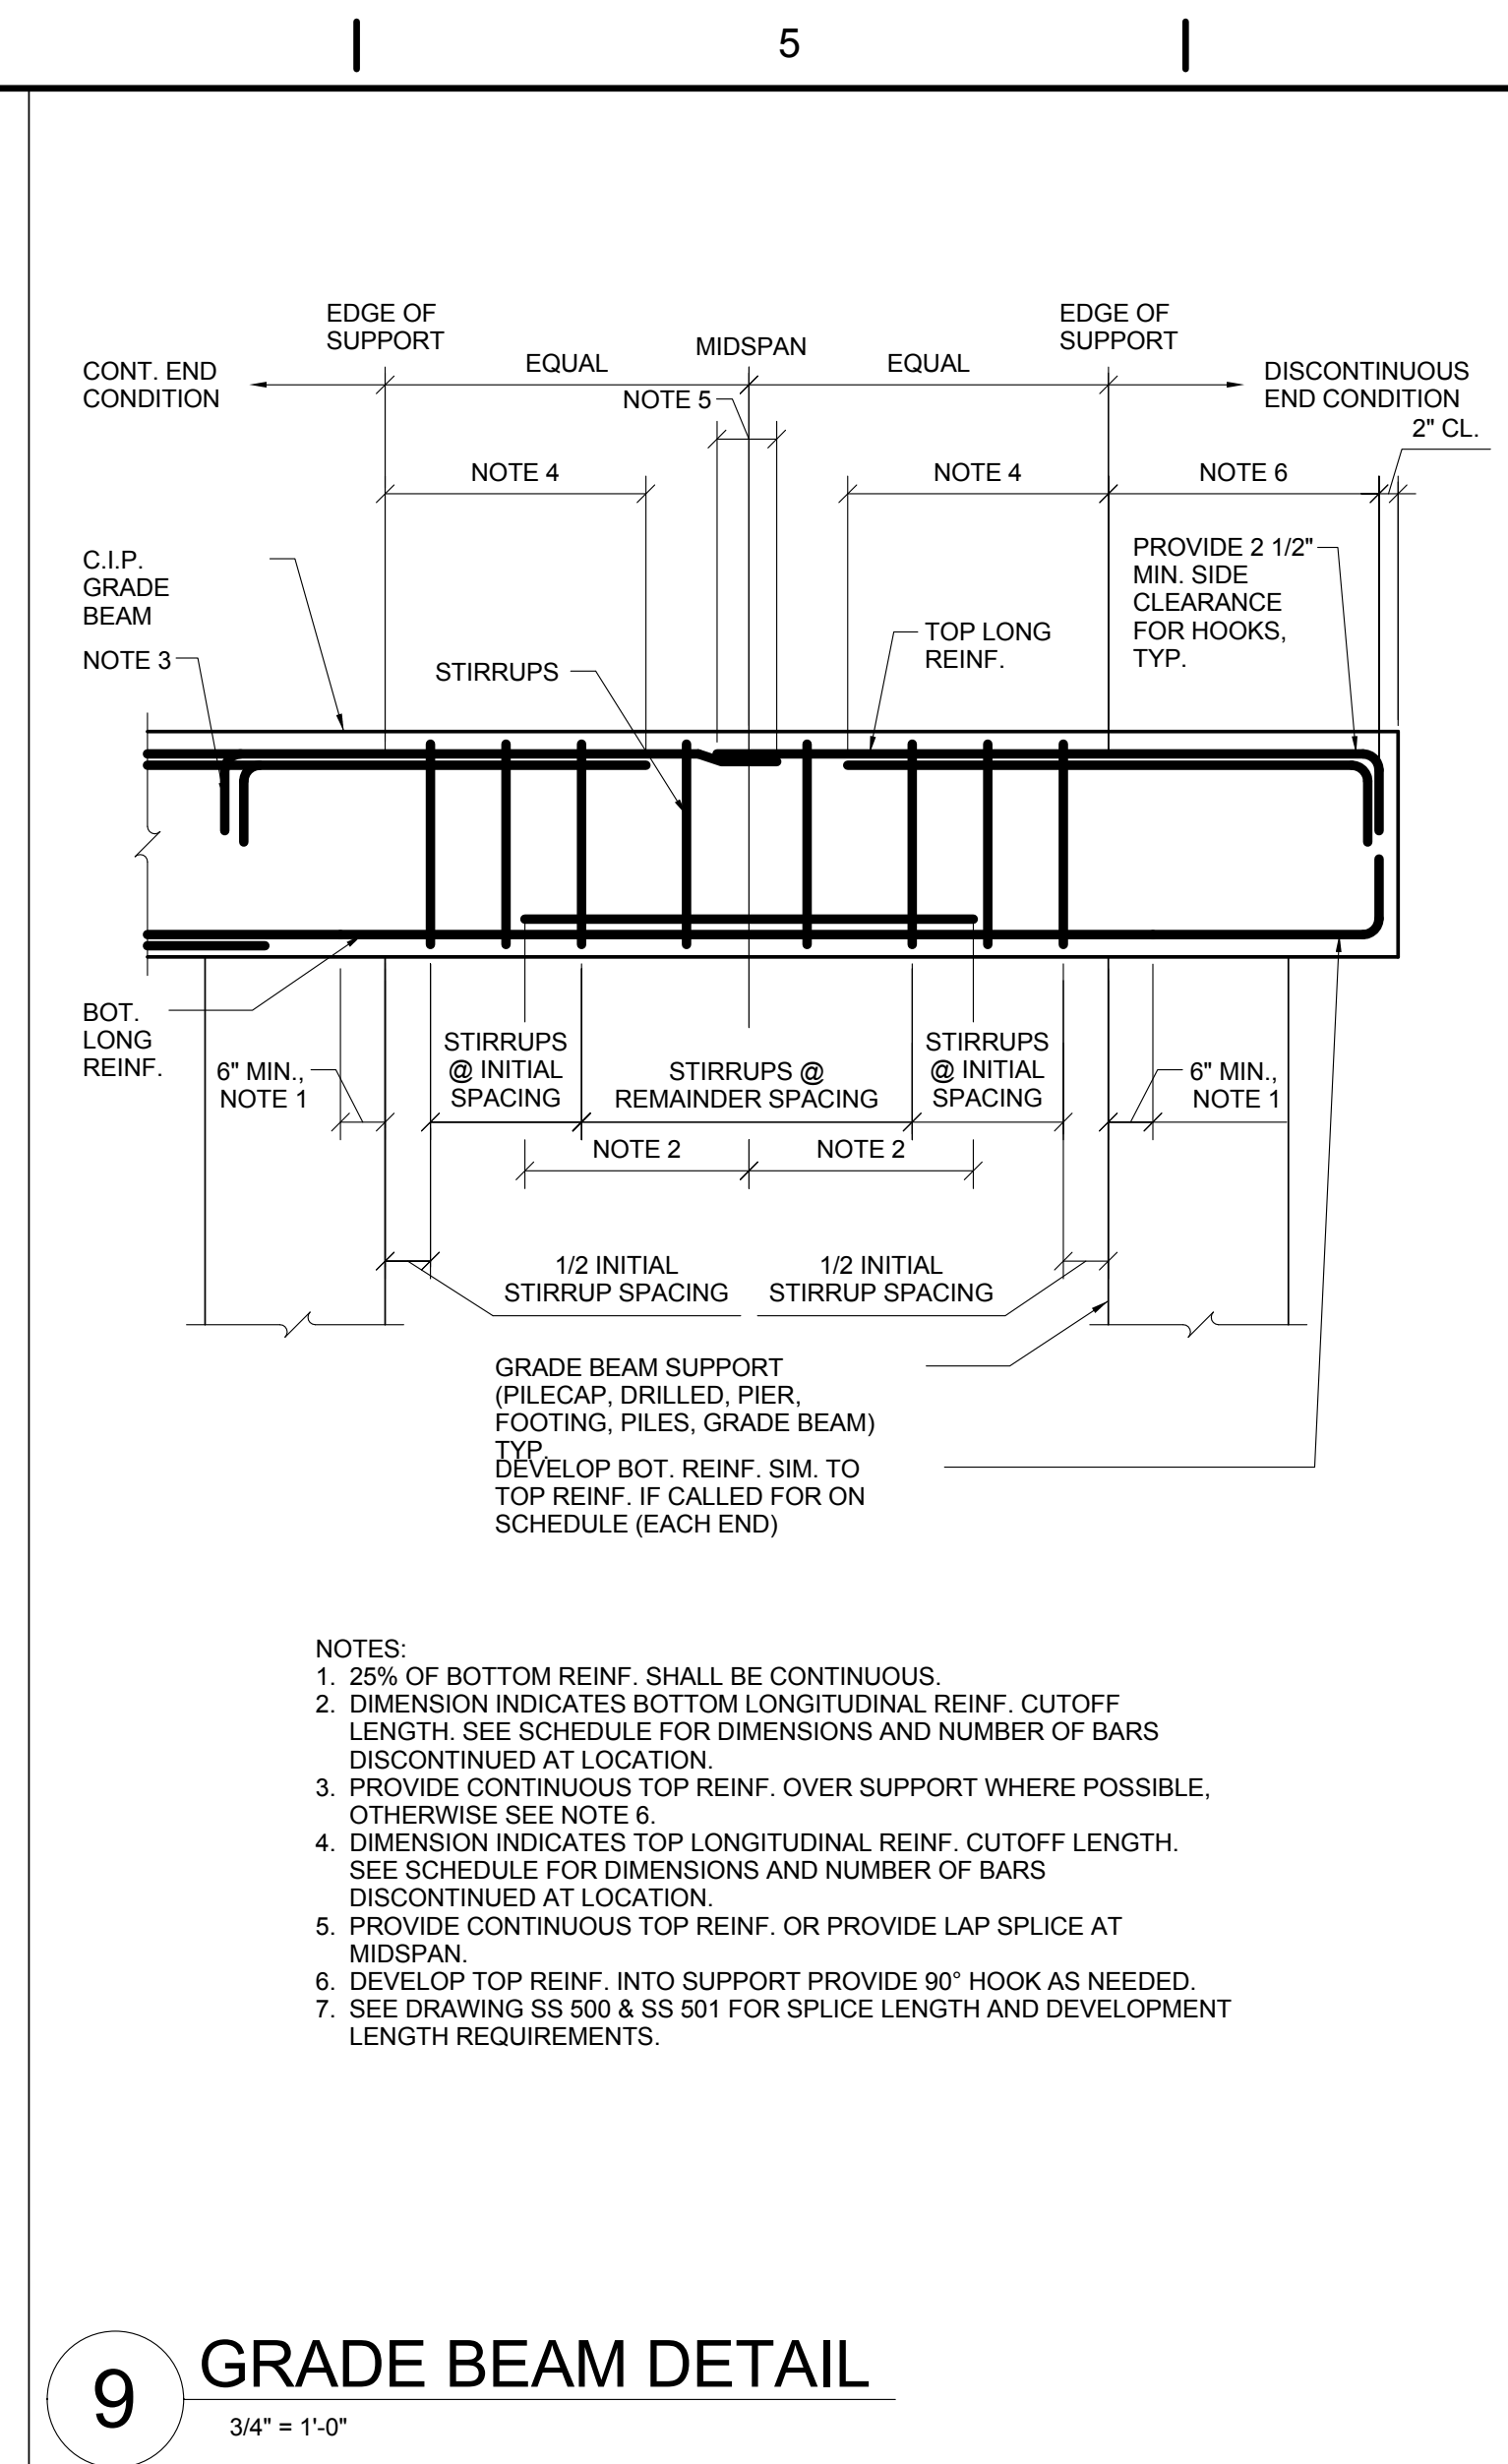 5
EDGE OF
SUPPORT
EDGE OF
SUPPORT
MIDSPAN
EQUAL
EQUAL
CONT. END
CONDITION
DISCONTINUOUS
END CONDITION
NOTE 5
2" CL.
NOTE 4
NOTE 4
NOTE 6
C.I.P.
GRADE
BEAM
PROVIDE 2 1/2"
MIN. SIDE
CLEARANCE
FOR HOOKS,
TYP.
TOP LONG
REINF.
NOTE 3
STIRRUPS
BOT.
LONG
REINF.
6" MIN.,
NOTE 1
STIRRUPS
@ INITIAL
SPACING
STIRRUPS @
REMAINDER SPACING
STIRRUPS
@ INITIAL
SPACING
6" MIN.,
NOTE 1
NOTE 2
NOTE 2
1/2 INITIAL
STIRRUP SPACING
1/2 INITIAL
STIRRUP SPACING
GRADE BEAM SUPPORT
(PILECAP, DRILLED, PIER,
FOOTING, PILES, GRADE BEAM)
TYP.
DEVELOP BOT. REINF. SIM. TO
TOP REINF. IF CALLED FOR ON
SCHEDULE (EACH END)
NOTES:
1. 25% OF BOTTOM REINF. SHALL BE CONTINUOUS.
2. DIMENSION INDICATES BOTTOM LONGITUDINAL REINF. CUTOFF
LENGTH. SEE SCHEDULE FOR DIMENSIONS AND NUMBER OF BARS
DISCONTINUED AT LOCATION.
3. PROVIDE CONTINUOUS TOP REINF. OVER SUPPORT WHERE POSSIBLE,
OTHERWISE SEE NOTE 6.
4. DIMENSION INDICATES TOP LONGITUDINAL REINF. CUTOFF LENGTH.
SEE SCHEDULE FOR DIMENSIONS AND NUMBER OF BARS
DISCONTINUED AT LOCATION.
5. PROVIDE CONTINUOUS TOP REINF. OR PROVIDE LAP SPLICE AT
MIDSPAN.
6. DEVELOP TOP REINF. INTO SUPPORT PROVIDE 90° HOOK AS NEEDED.
7. SEE DRAWING SS 500 & SS 501 FOR SPLICE LENGTH AND DEVELOPMENT
LENGTH REQUIREMENTS.
9
GRADE BEAM DETAIL
3/4" = 1'-0"